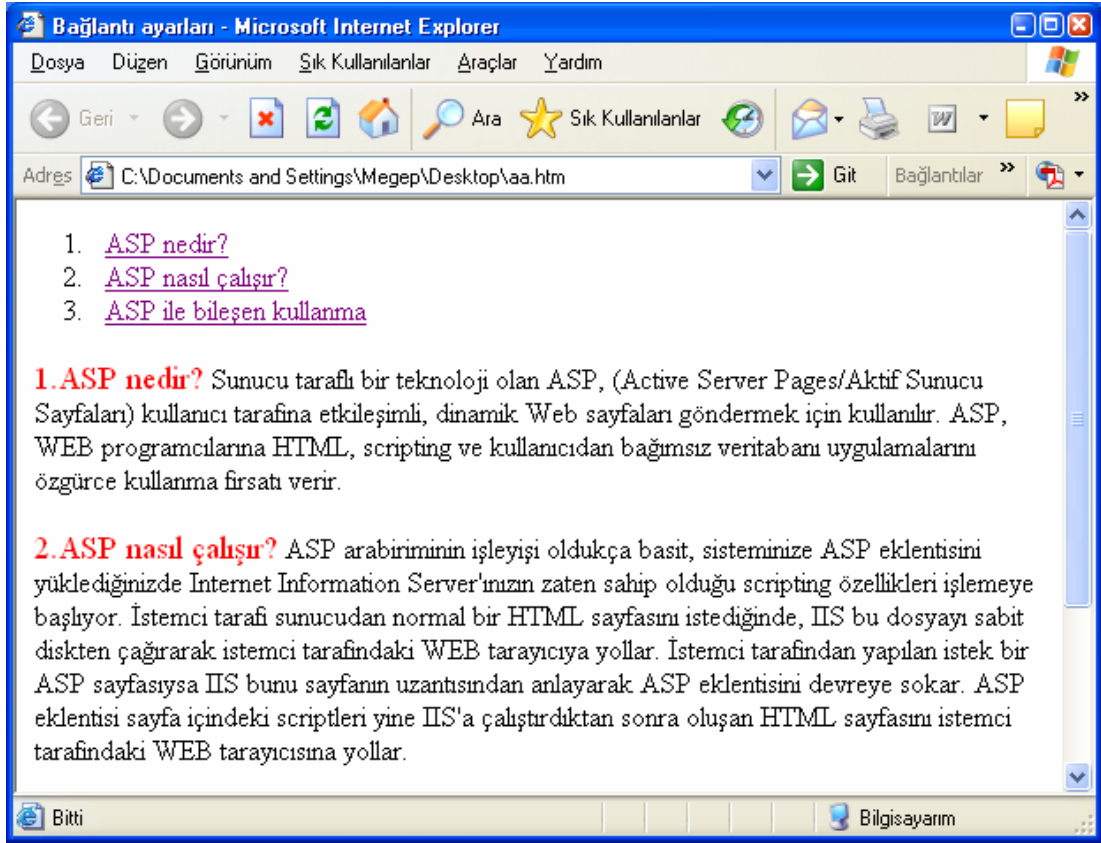 Bağlantı ayarları - Microsoft Internet Explorer
Dosya Düzen Görünüm Sık Kullanılanlar Araçlar Yardım
Geri Ara Sık Kullanılanlar
Adres C:\Documents and Settings\Megep\Desktop\aa.htm Git Bağlantılar
1. ASP nedir?
2. ASP nasıl çalışır?
3. ASP ile bileşen kullanma
1.ASP nedir? Sunucu taraflı bir teknoloji olan ASP, (Active Server Pages/Aktif Sunucu
Sayfaları) kullanıcı tarafina etkileşimli, dinamik Web sayfaları göndermek için kullanılır. ASP,
WEB programcılarına HTML, scripting ve kullanıcıdan bağımsız veritabanı uygulamalarını
özgürce kullanma firsatı verir.
2.ASP nasıl çalışır? ASP arabiriminin işleyişi oldukça basit, sisteminize ASP eklentisini
yüklediğinizde Internet Information Server'ınızın zaten sahip olduğu scripting özellikleri işlemeye
başlıyor. İstemci tarafi sunucudan normal bir HTML sayfasını istediğinde, IIS bu dosyayı sabit
diskten çağırarak istemci tarafindaki WEB tarayıcıya yollar. İstemci tarafindan yapılan istek bir
ASP sayfasıysa IIS bunu sayfanın uzantısından anlayarak ASP eklentisini devreye sokar. ASP
eklentisi sayfa içindeki scriptleri yine IIS'a çalıştırdıktan sonra oluşan HTML sayfasını istemci
tarafindaki WEB tarayıcısına yollar.
Bitti Bilgisayarım